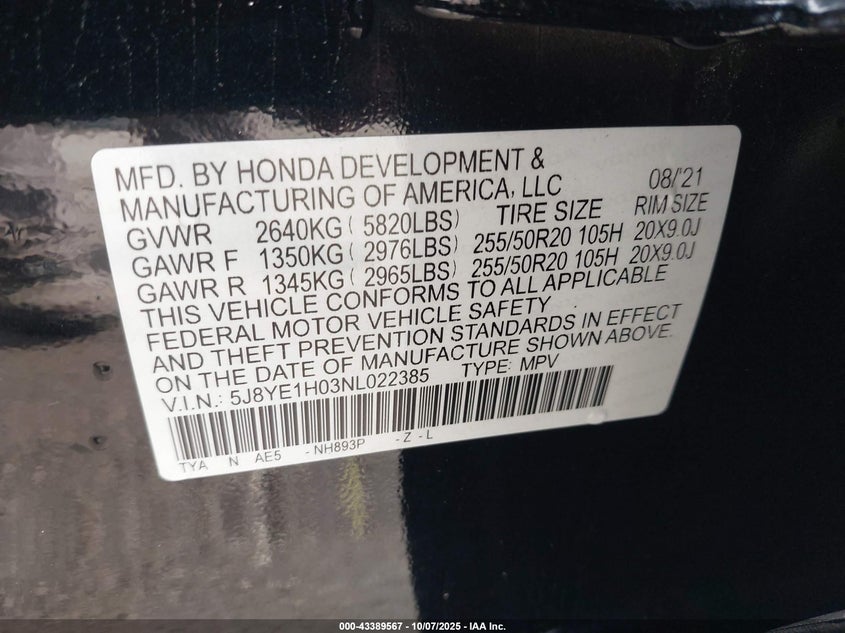 MFD. BY HONDA DEVELOPMENT &
MANUFACTURING OF AMERICA, LLC 08/'21
GVWR 2640KG ( 5820LBS) TIRE SIZE RIM SIZE
GAWR F 1350KG ( 2976LBS) 255/50R20 105H 20X9.0J
GAWR R 1345KG ( 2965LBS) 255/50R20 105H 20X9.0J
THIS VEHICLE CONFORMS TO ALL APPLICABLE
FEDERAL MOTOR VEHICLE SAFETY
AND THEFT PREVENTION STANDARDS IN EFFECT
ON THE DATE OF MANUFACTURE SHOWN ABOVE.
V.I.N.: 5J8YE1H03NL022385 TYPE: MPV
TYA N AE5 -NH893P -Z-L
000-43389567 - 10/07/2025 - IAA Inc.